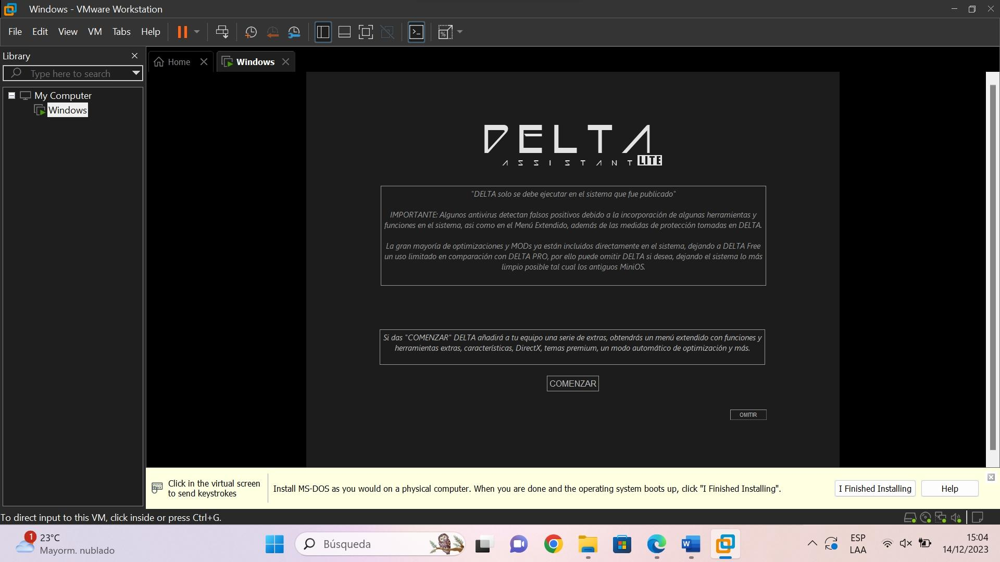 Windows - VMware Workstation
File Edit View VM Tabs Help
Library
Type here to search
My Computer
Windows
Home
Windows
DELTA
ASSISTANT LITE
"DELTA solo se debe ejecutar en el sistema que fue publicado"
IMPORTANTE: Algunos antivirus detectan falsos positivos debido a la incorporación de algunas herramientas y
funciones en el sistema, asi como en el Menú Extendido, además de las medidas de protección tomadas en DELTA.
La gran mayoría de optimizaciones y MODs ya están incluidos directamente en el sistema, dejando a DELTA Free
un uso limitado en comparación con DELTA PRO, por ello puede omitir DELTA si desea, dejando el sistema lo más
limpio posible tal cual los antiguos MiniOS.
Si das "COMENZAR" DELTA añadirá a tu equipo una serie de extras, obtendrás un menú extendido con funciones y
herramientas extras, características, DirectX, temas premium, un modo automático de optimización y más.
COMENZAR
OMITIR
Click in the virtual screen
to send keystrokes
Install MS-DOS as you would on a physical computer. When you are done and the operating system boots up, click "I Finished Installing".
I Finished Installing
Help
To direct input to this VM, click inside or press Ctrl+G.
1
23°C
Mayorm. nublado
Búsqueda
W
ESP
LAA
15:04
14/12/2023